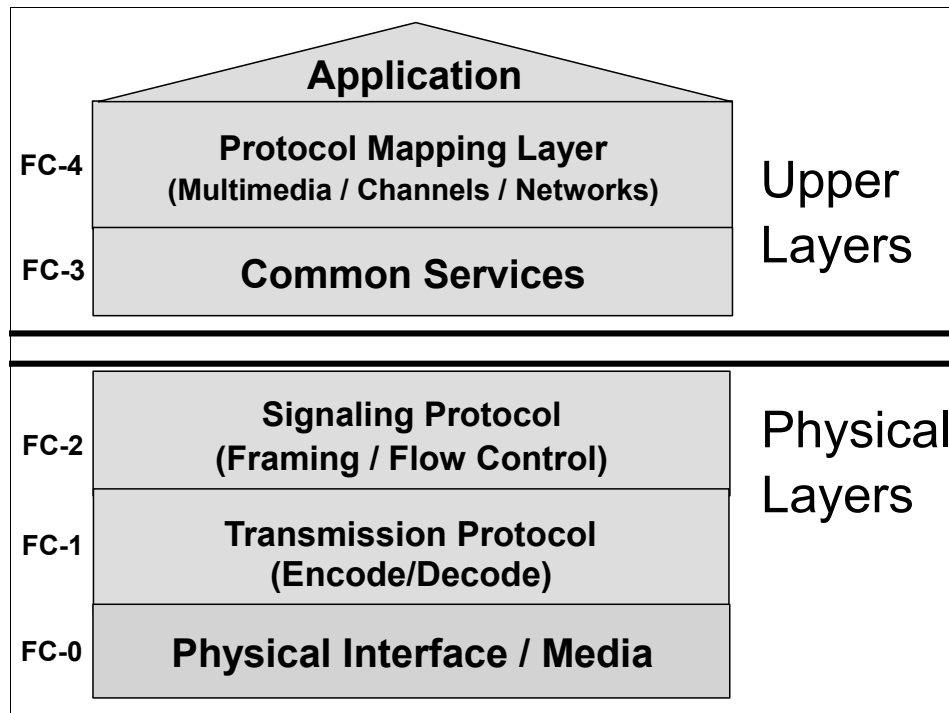 Application
FC-4
Protocol Mapping Layer
(Multimedia / Channels / Networks)
Upper
Layers
FC-3
Common Services
FC-2
Signaling Protocol
(Framing / Flow Control)
Physical
Layers
FC-1
Transmission Protocol
(Encode/Decode)
FC-0
Physical Interface / Media